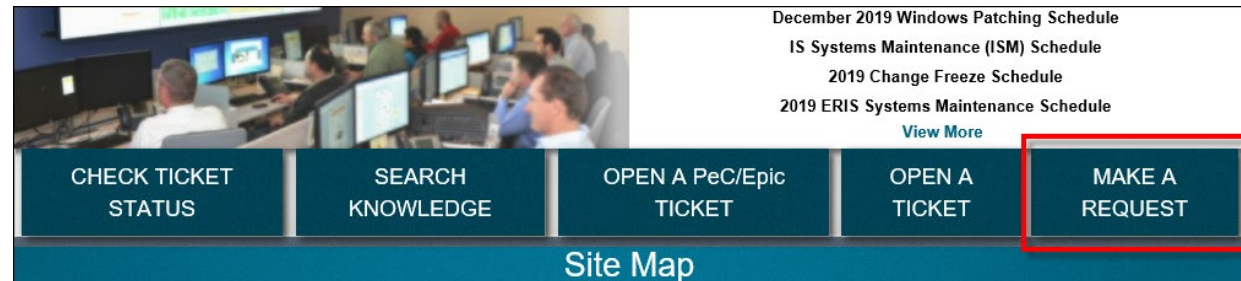 December 2019 Windows Patching Schedule
IS Systems Maintenance (ISM) Schedule
2019 Change Freeze Schedule
2019 ERIS Systems Maintenance Schedule
View More
CHECK TICKET
STATUS
SEARCH
KNOWLEDGE
OPEN A PeC/Epic
TICKET
OPEN A
TICKET
MAKE A
REQUEST
Site Map